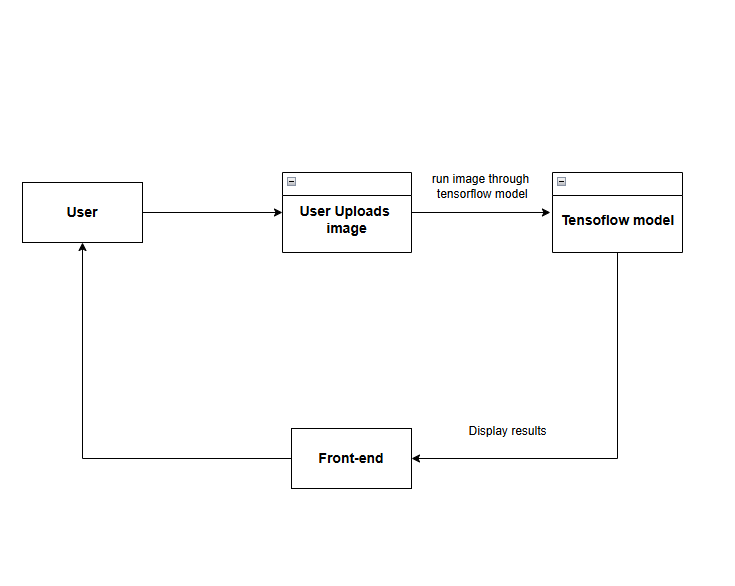 run image through
tensorflow model
User
User Uploads
image
Tensoflow model
Display results
Front-end